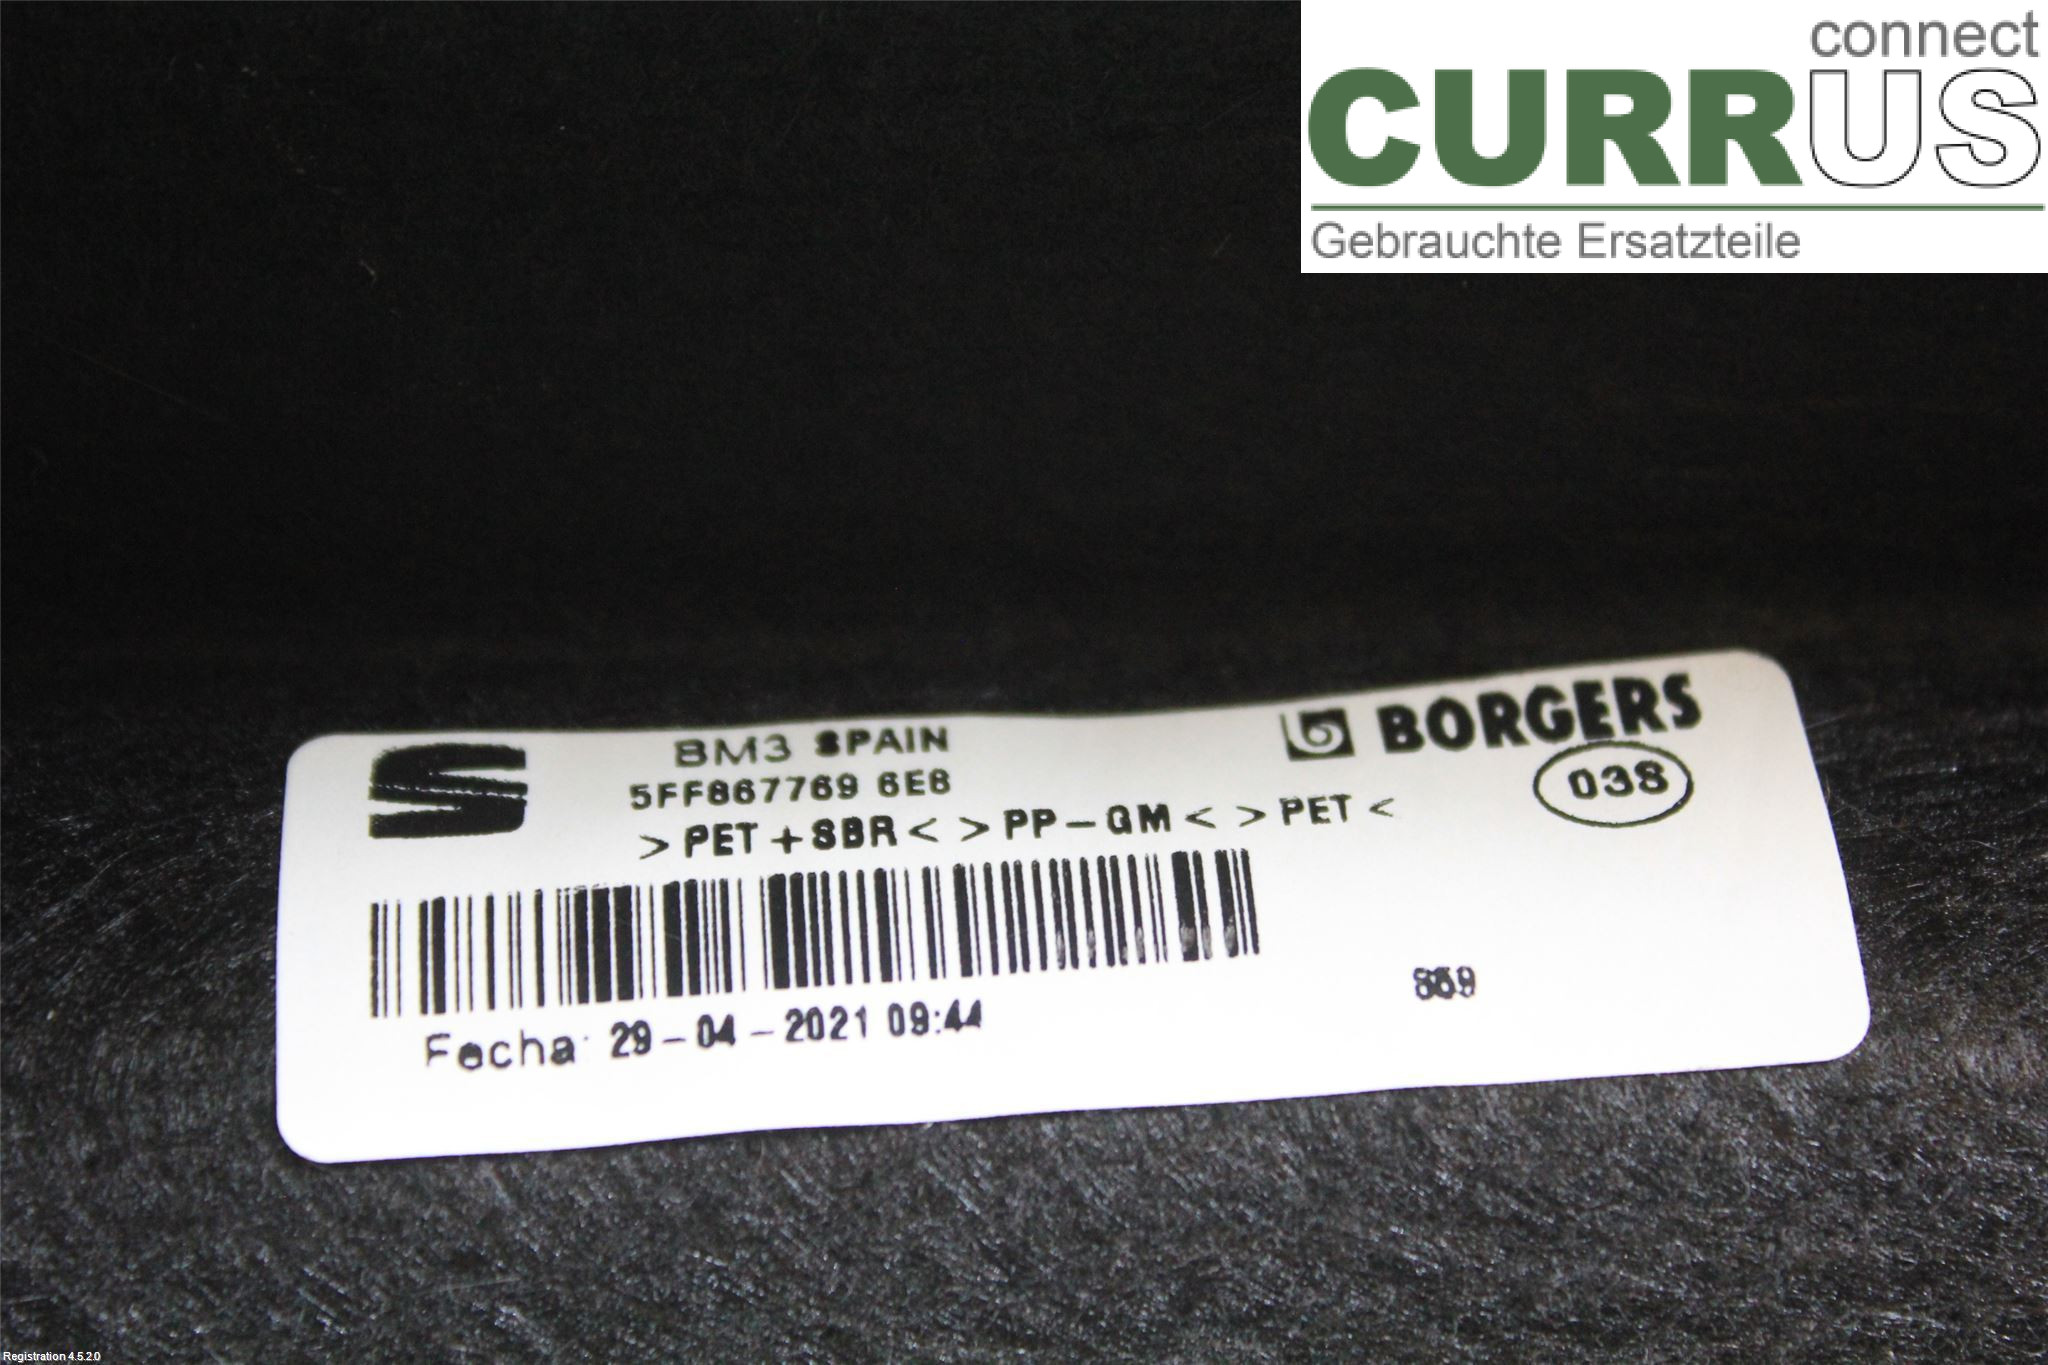 connect
CURRUS
Gebrauchte Ersatzteile
BM3 SPAIN
BORGERS
5FF867769 6E8
038
>PET+SBR< >PP-GM< >PET<
Fecha: 29-04-2021 09:44
Registration 4.5.2.0